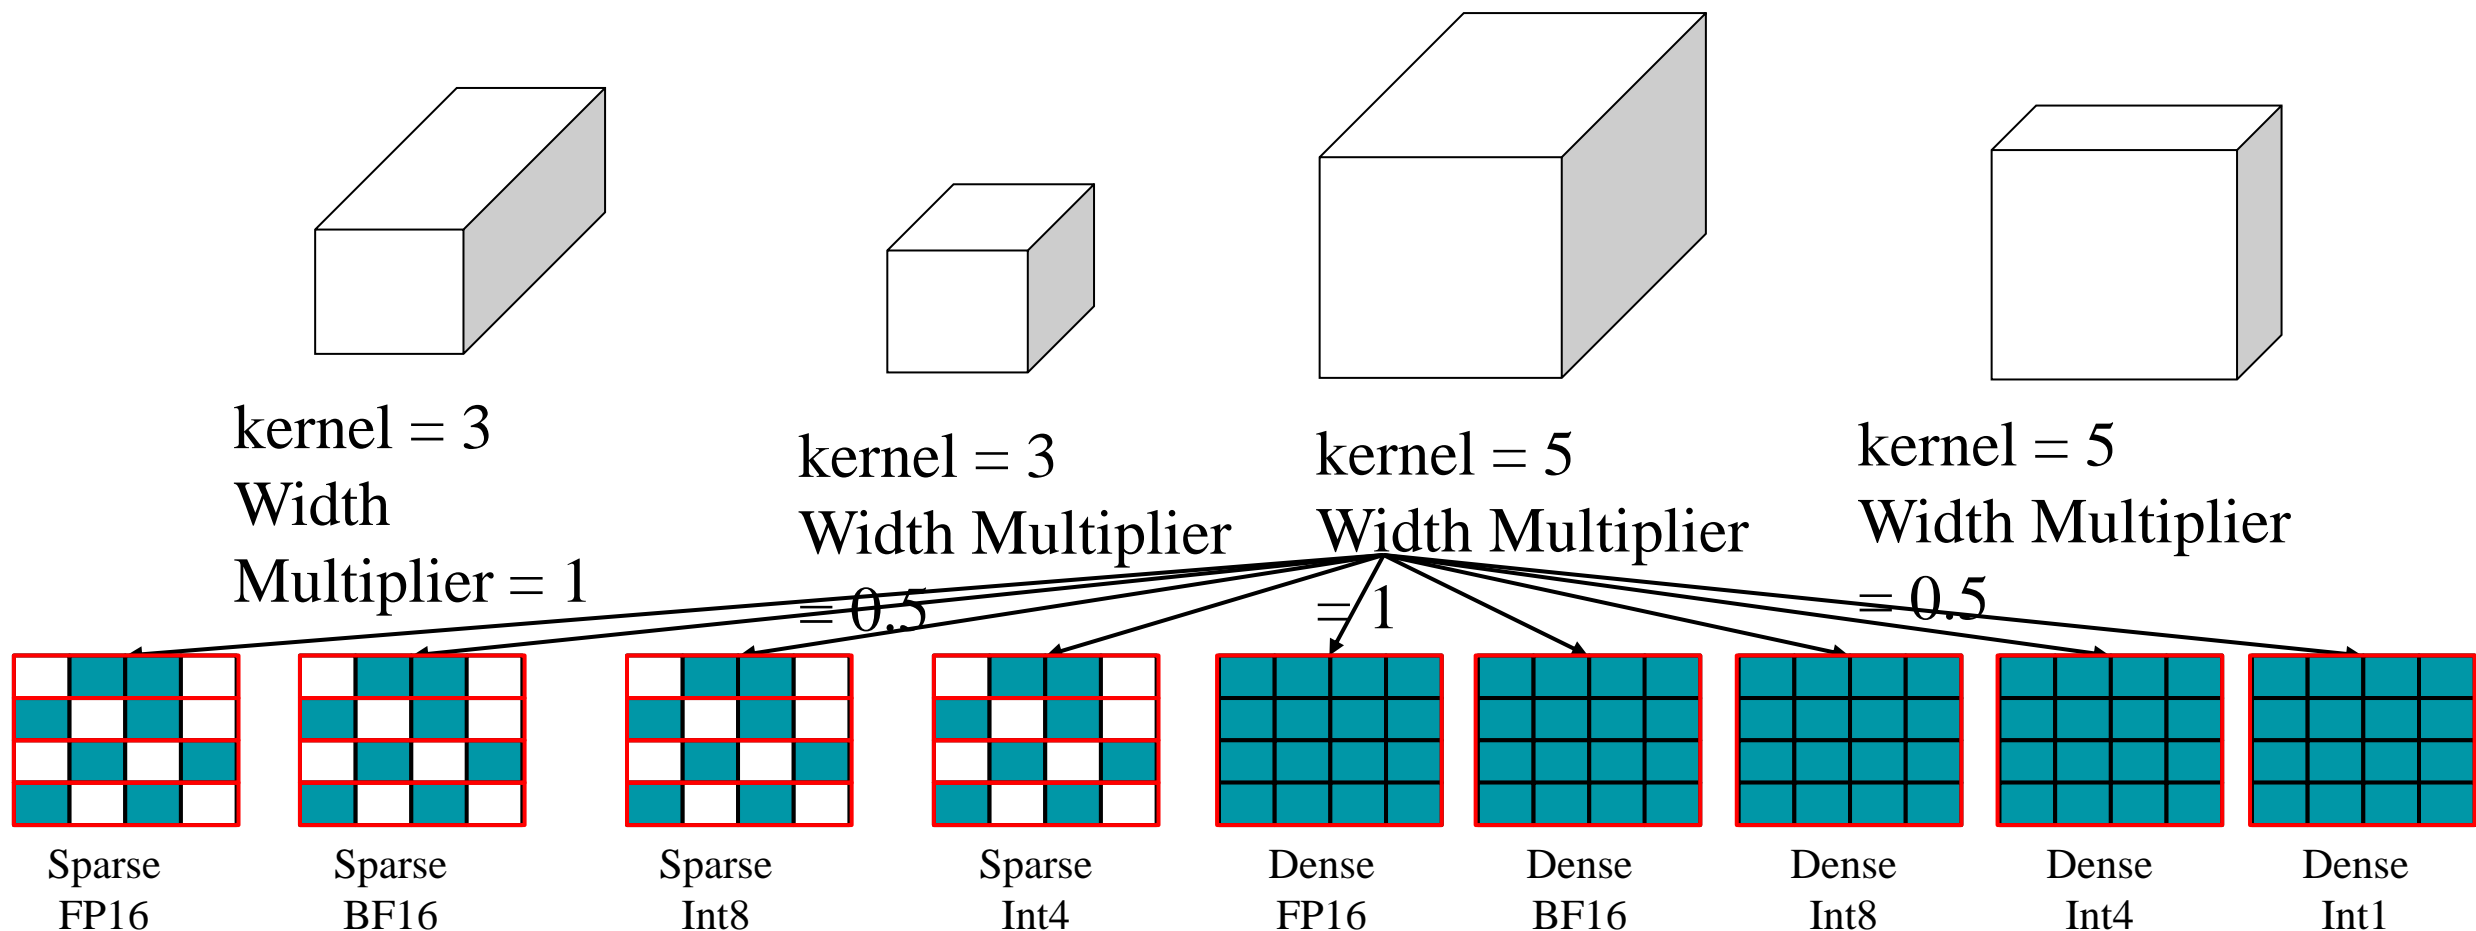 kernel = 3
Width
Multiplier = 1
kernel = 3
Width Multiplier
= 0.5
kernel = 5
Width Multiplier
= 1
kernel = 5
Width Multiplier
= 0.5
Sparse
FP16
Sparse
BF16
Sparse
Int8
Sparse
Int4
Dense
FP16
Dense
BF16
Dense
Int8
Dense
Int4
Dense
Int1